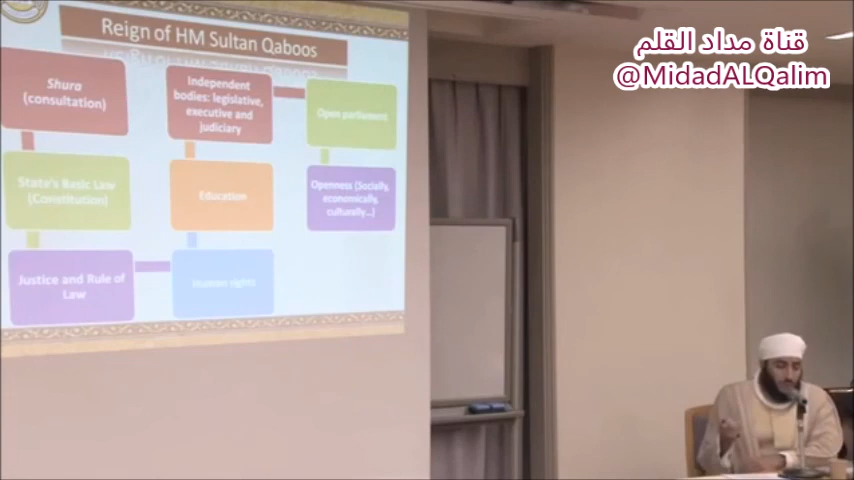 Reign of HM Sultan Qaboos
Shura
(consultation)
State's Basic Law
(Constitution)
Justice and Rule of
Law
Independent
bodies: legislative,
executive and
judiciary
Education
Human rights
Open parliament
Openness (Socially,
economically,
culturally...)
قناة مداد القلم
@MidadALQalim